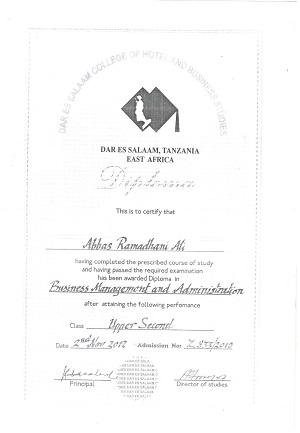 DAR ES SALAAM COLLEGE OF HOTEL AND BUSINESS STUDIES
DAR ES SALAAM, TANZANIA
EAST AFRICA
Diploma
This is to certify that
Abbas Ramadhani Ali
having completed the prescribed course of study
and having passed the required examination
has been awarded Diploma in
Business Management and Administration
after attaining the following perfomance
Class Upper Second
Date 2nd Nov 2012 Admission No:
Principal
Director of studies